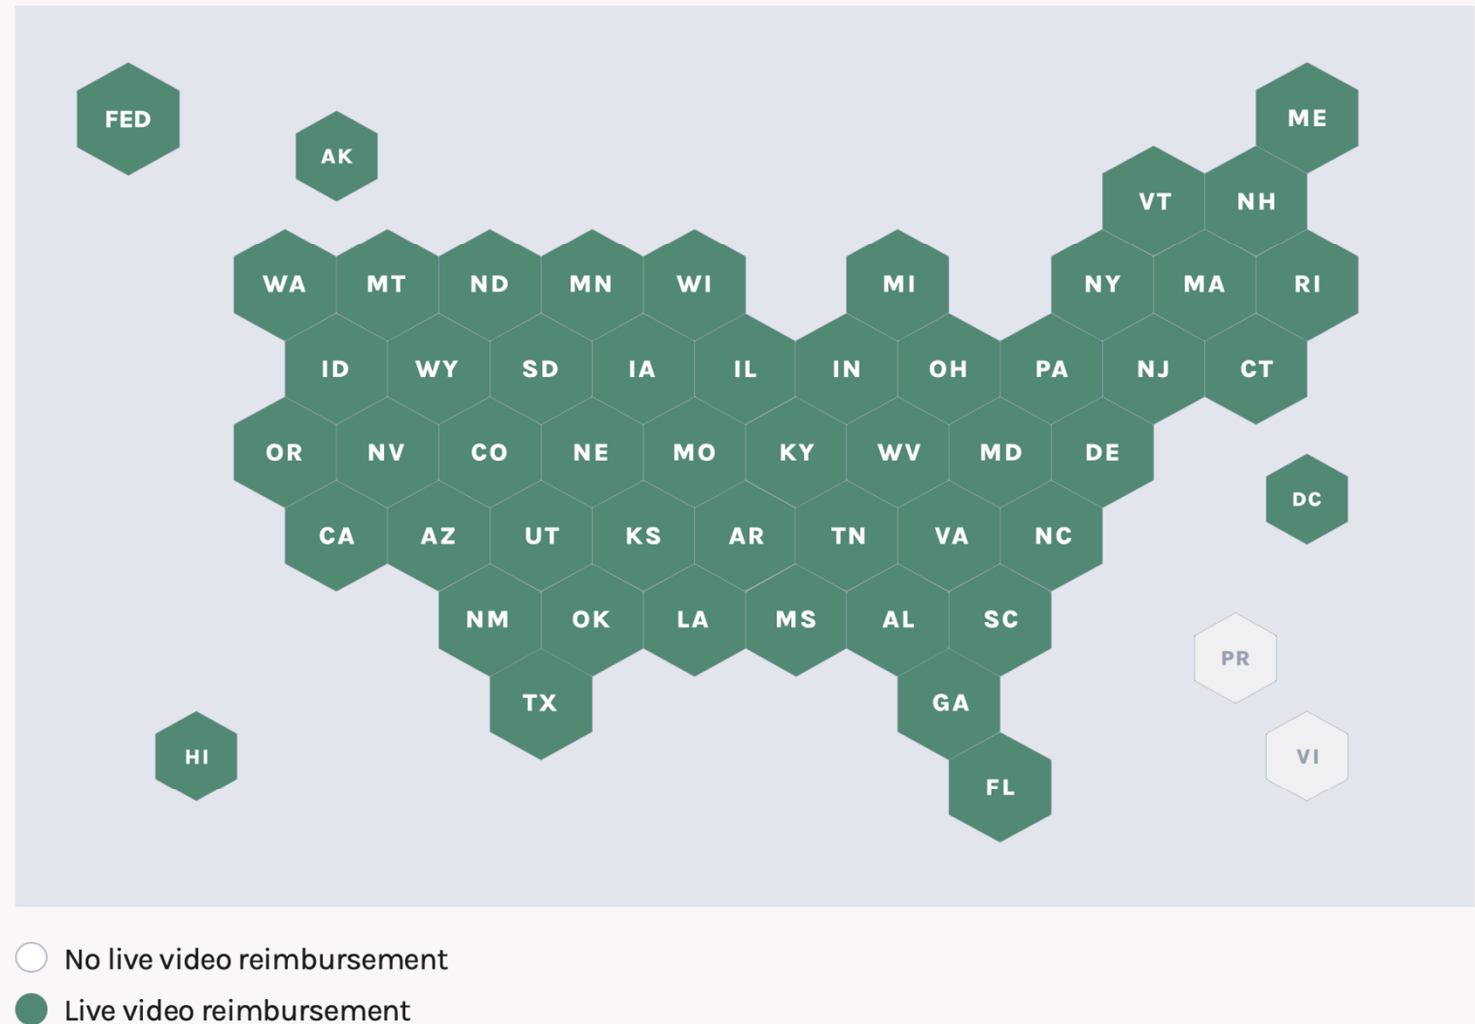 FED
AK
ME
VT NH
WA MT ND MN WI MI NY MA RI
ID WY SD IA IL IN OH PA NJ CT
OR NV CO NE MO KY WV MD DE
DC
CA AZ UT KS AR TN VA NC
NM OK LA MS AL SC
PR
TX GA
HI VI
FL
No live video reimbursement
Live video reimbursement